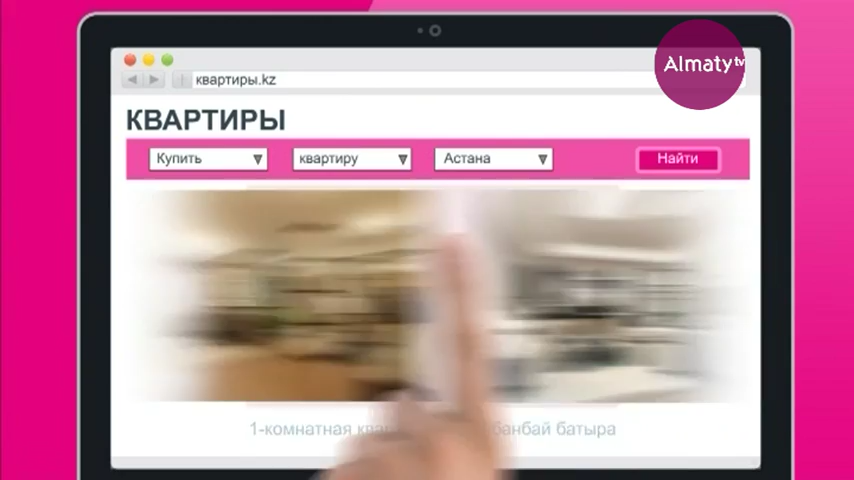 Almaty tv
квартиры.kz
КВАРТИРЫ
Купить квартиру Астана Найти
1-комнатная батыра